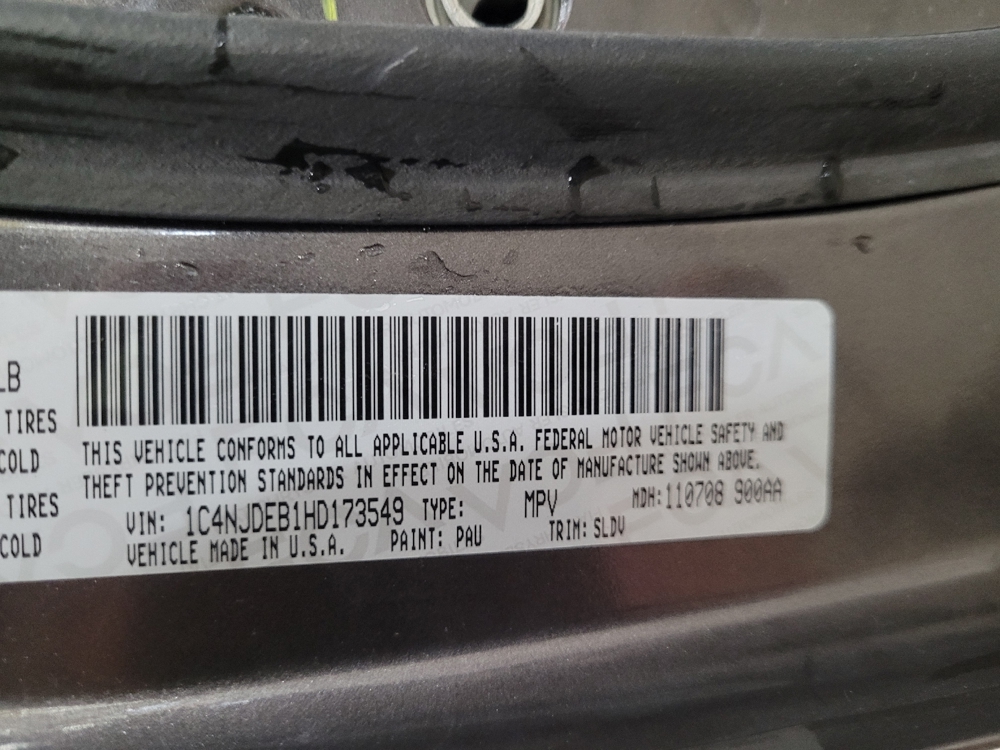 LB
TIRES
COLD
TIRES
COLD
THIS VEHICLE CONFORMS TO ALL APPLICABLE U.S.A. FEDERAL MOTOR VEHICLE SAFETY AND
THEFT PREVENTION STANDARDS IN EFFECT ON THE DATE OF MANUFACTURE SHOWN ABOVE.
VIN: 1C4NJDEB1HD173549 TYPE: MPV MDH:110708 900AA
VEHICLE MADE IN U.S.A. PAINT: PAU TRIM: SLDV